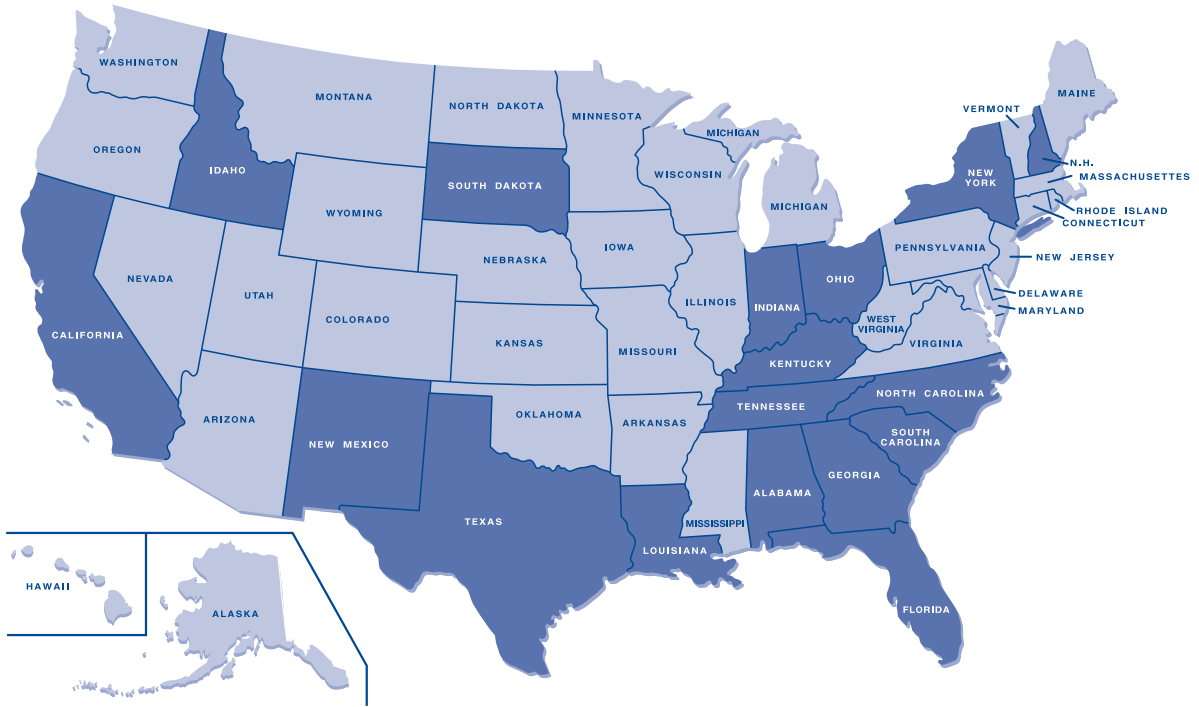 WASHINGTON
MONTANA
NORTH DAKOTA
MINNESOTA
MICHIGAN
VERMONT
MAINE
OREGON
IDAHO
SOUTH DAKOTA
WISCONSIN
NEW
YORK
N.H.
MASSACHUSETTES
WYOMING
MICHIGAN
RHODE ISLAND
CONNECTICUT
IOWA
PENNSYLVANIA
NEW JERSEY
NEVADA
NEBRASKA
UTAH
ILLINOIS
INDIANA
OHIO
DELAWARE
MARYLAND
CALIFORNIA
COLORADO
KANSAS
MISSOURI
WEST
VIRGINIA
VIRGINIA
KENTUCKY
ARIZONA
NEW MEXICO
OKLAHOMA
ARKANSAS
TENNESSEE
NORTH CAROLINA
SOUTH
CAROLINA
TEXAS
LOUISIANA
MISSISSIPPI
ALABAMA
GEORGIA
FLORIDA
HAWAII
ALASKA